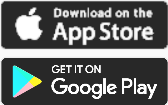 Download on the
App Store
GET IT ON
Google Play